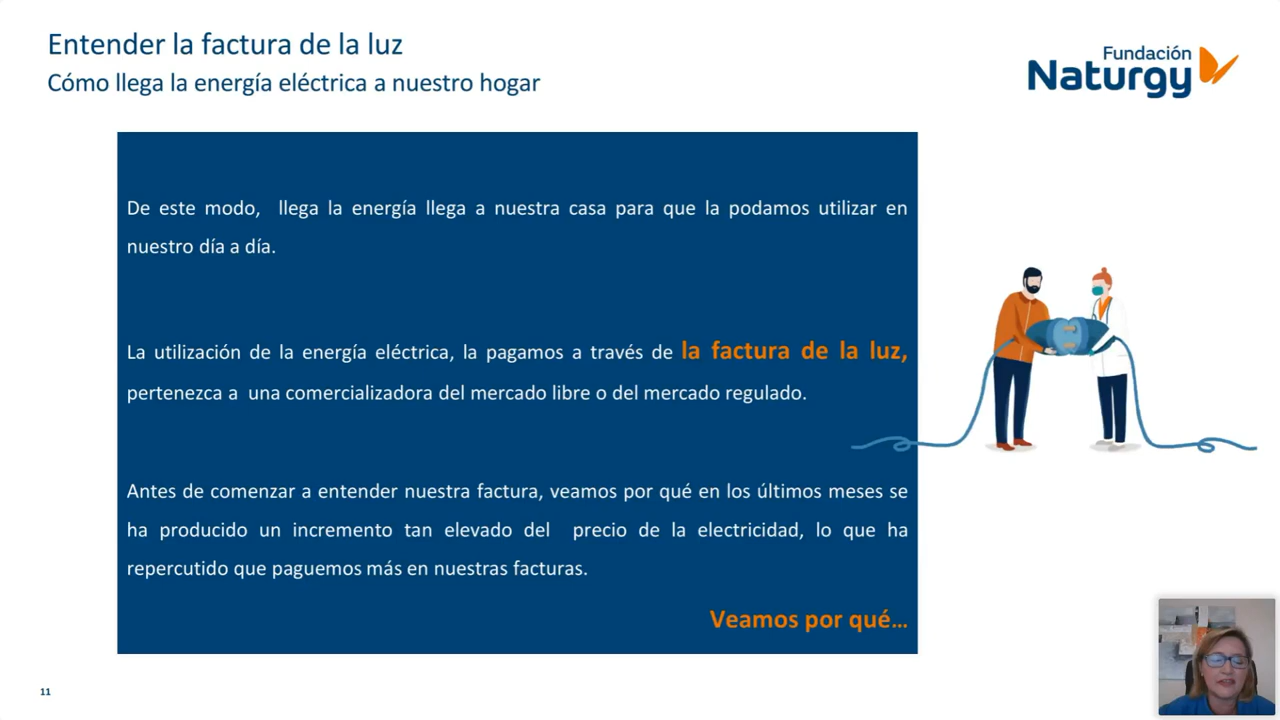 Entender la factura de la luz
Cómo llega la energía eléctrica a nuestro hogar
Fundación
Naturgy
De este modo,  llega la energía llega a nuestra casa para que la podamos utilizar en
nuestro día a día.
La utilización de la energía eléctrica, la pagamos a través de la factura de la luz,
pertenezca a  una comercializadora del mercado libre o del mercado regulado.
Antes de comenzar a entender nuestra factura, veamos por qué en los últimos meses se
ha producido un incremento tan elevado del  precio de la electricidad, lo que ha
repercutido que paguemos más en nuestras facturas.
Veamos por qué…
11